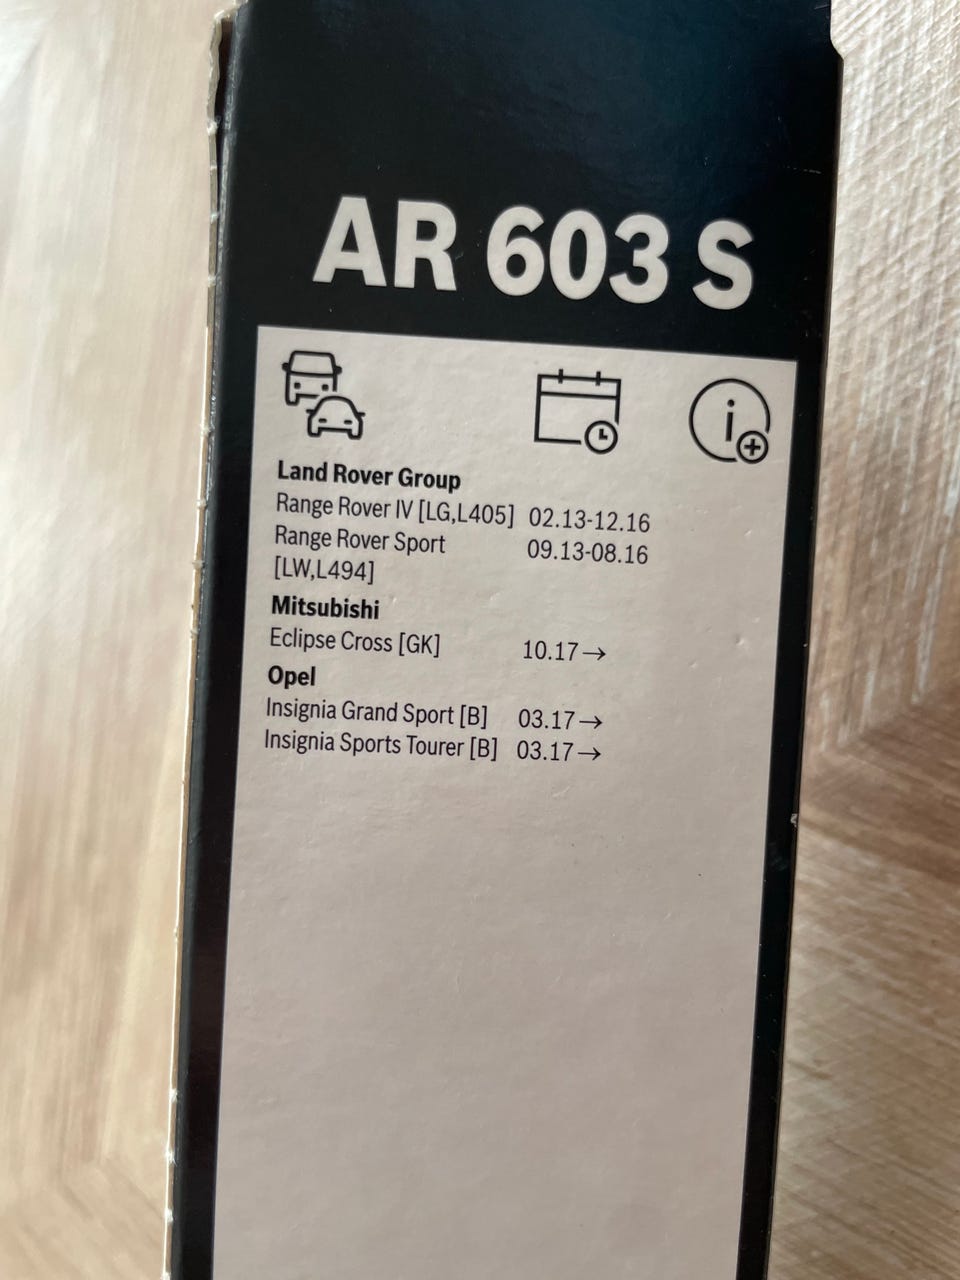 AR 603 S
Land Rover Group
Range Rover IV [LG,L405] 02.13-12.16
Range Rover Sport 09.13-08.16
[LW,L494]
Mitsubishi
Eclipse Cross [GK] 10.17→
Opel
Insignia Grand Sport [B] 03.17→
Insignia Sports Tourer [B] 03.17→